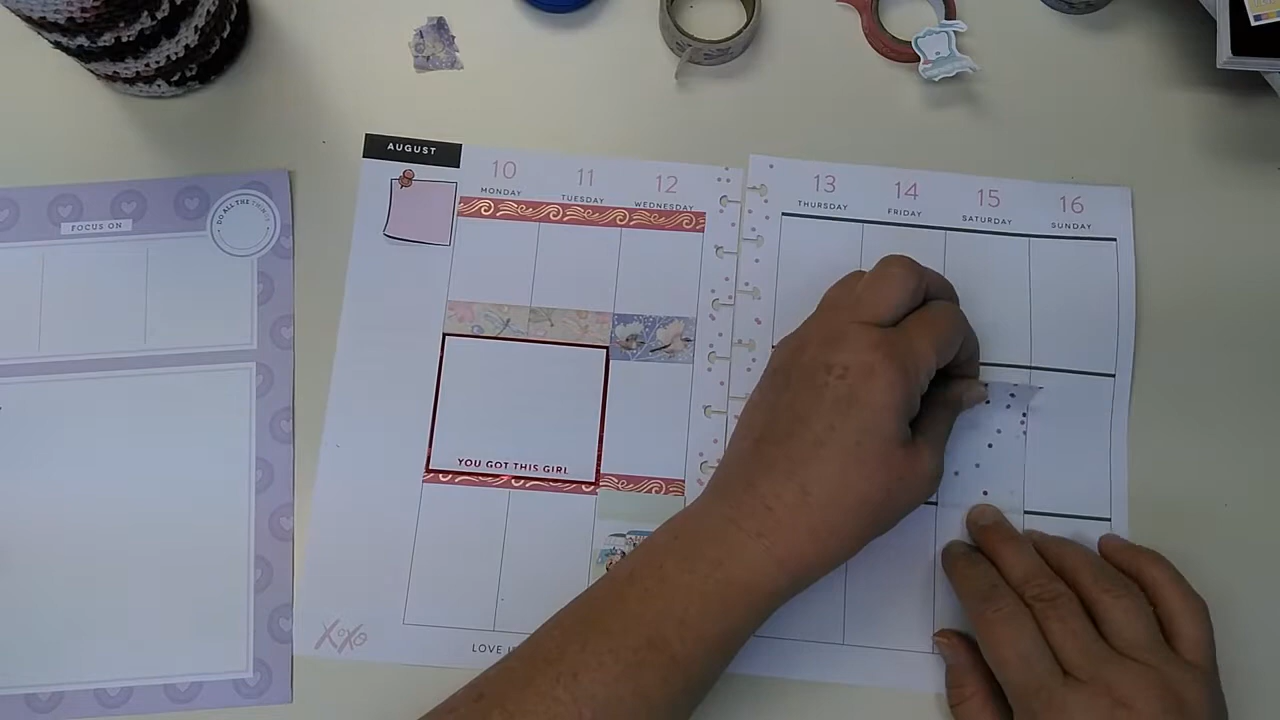 FOCUS ON
DO ALL THE THINGS
AUGUST
10
MONDAY
11
TUESDAY
12
WEDNESDAY
13
THURSDAY
14
FRIDAY
15
SATURDAY
16
SUNDAY
YOU GOT THIS GIRL
XOXO
LOVE